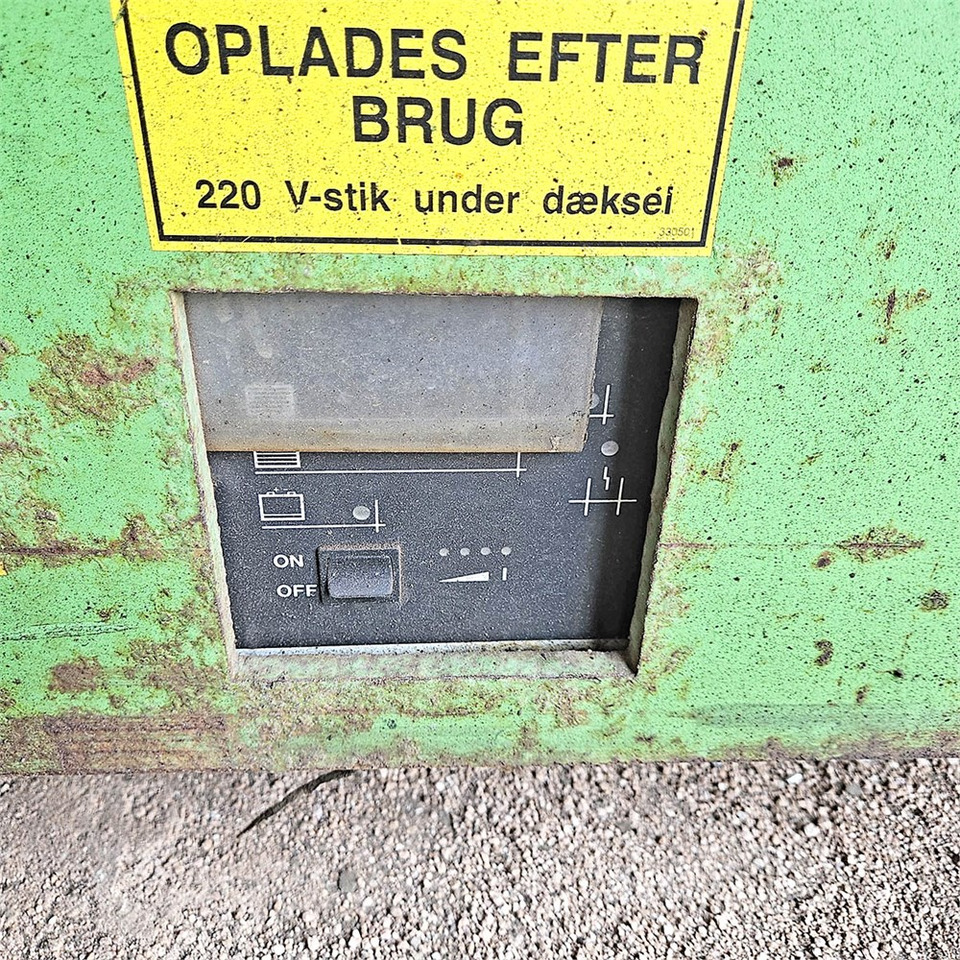 OPLADES EFTER
BRUG
220 V-stik under dæksel
330501
ON
OFF